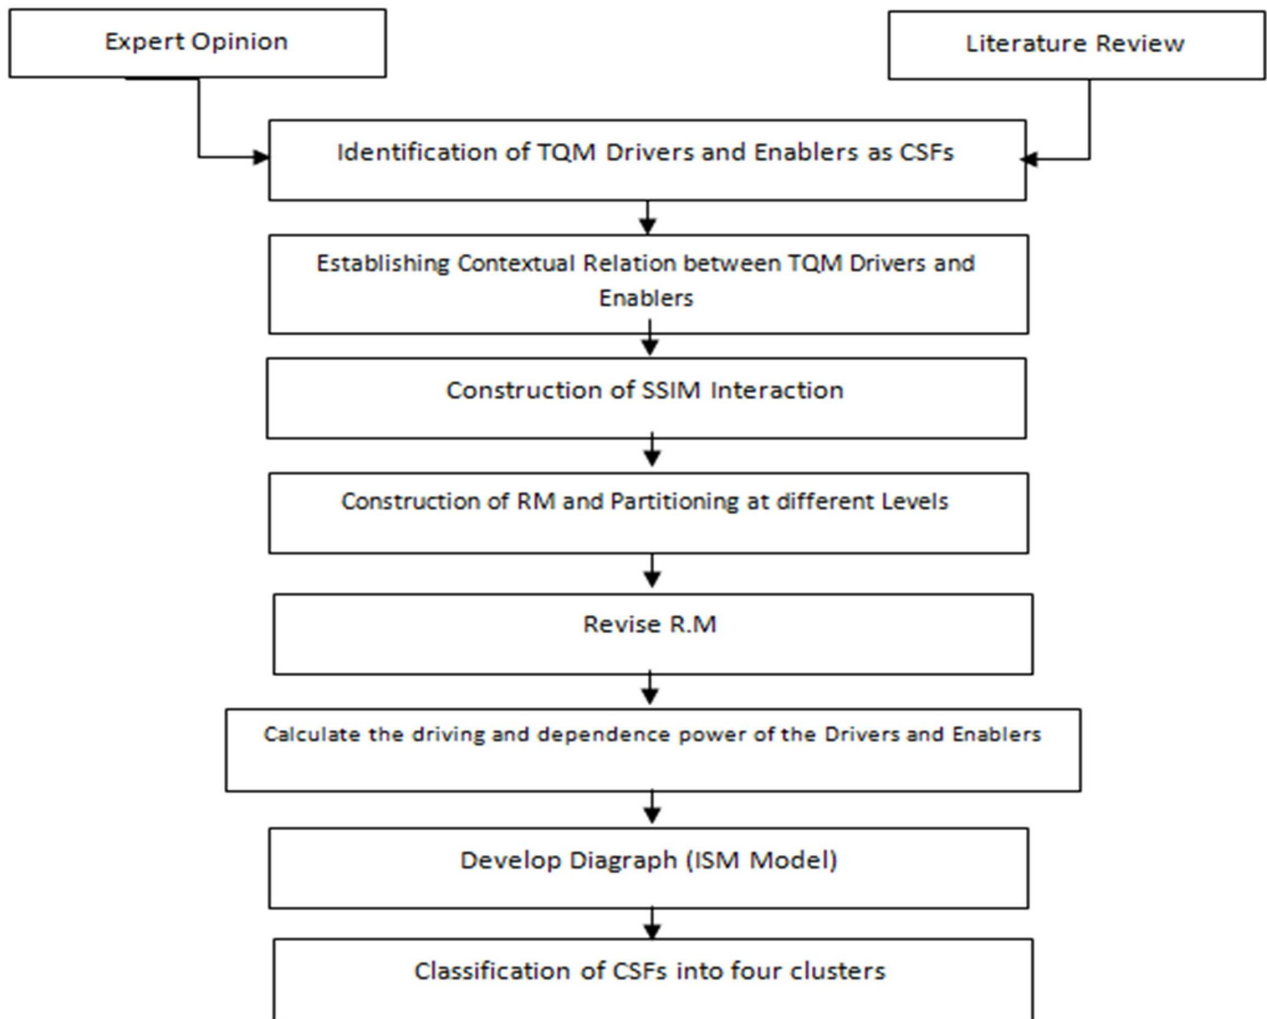 Expert Opinion
Literature Review
Identification of TQM Drivers and Enablers as CSFs
Establishing Contextual Relation between TQM Drivers and
Enablers
Construction of SSIM Interaction
Construction of RM and Partitioning at different Levels
Revise R.M
Calculate the driving and dependence power of the Drivers and Enablers
Develop Diagraph (ISM Model)
Classification of CSFs into four clusters